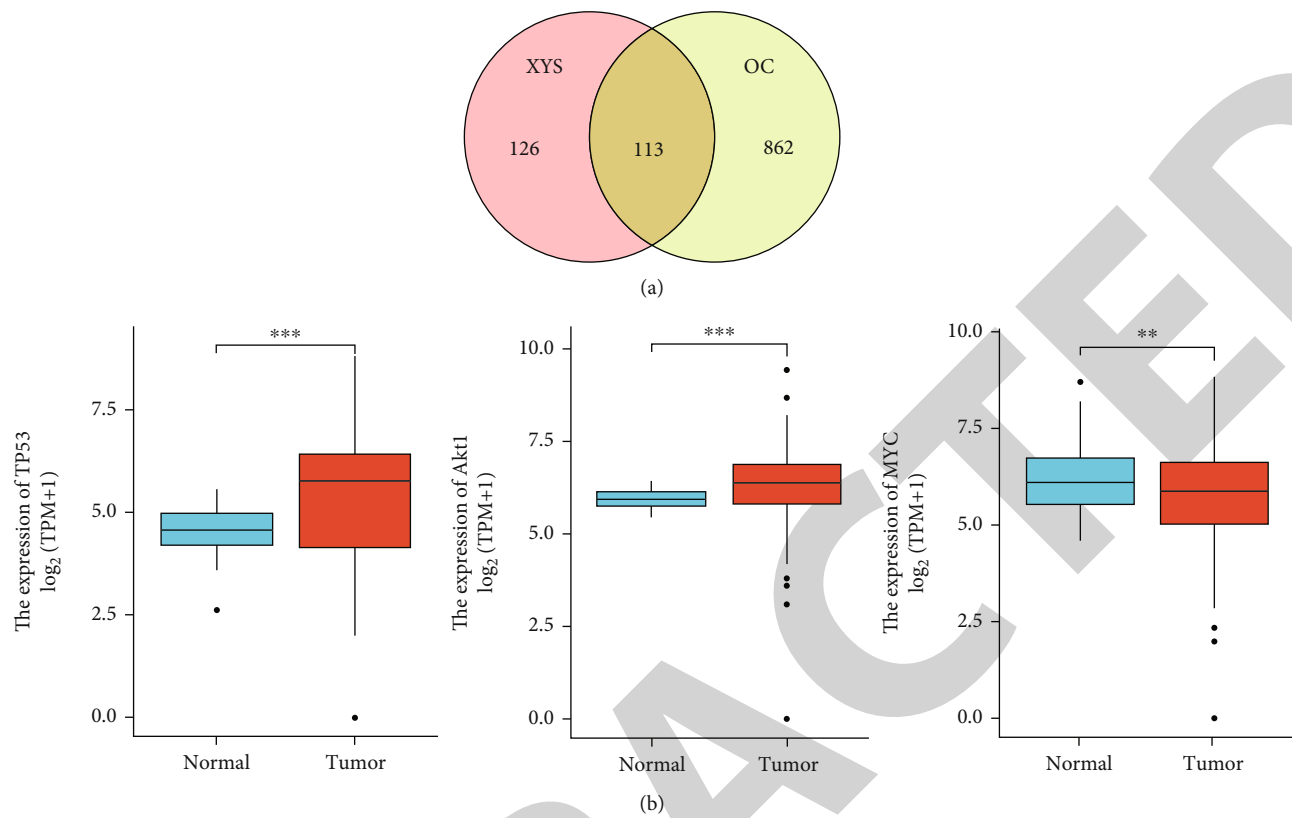 XYS
OC
126
113
862
(a)
The expression of TP53
log₂ (TPM+1)
7.5
5.0
2.5
0.0
***
Normal
Tumor
The expression of Akt1
log₂ (TPM+1)
10.0
7.5
5.0
2.5
0.0
***
Normal
Tumor
The expression of MYC
log₂ (TPM+1)
10.0
7.5
5.0
2.5
0.0
**
Normal
Tumor
(b)
ACTED